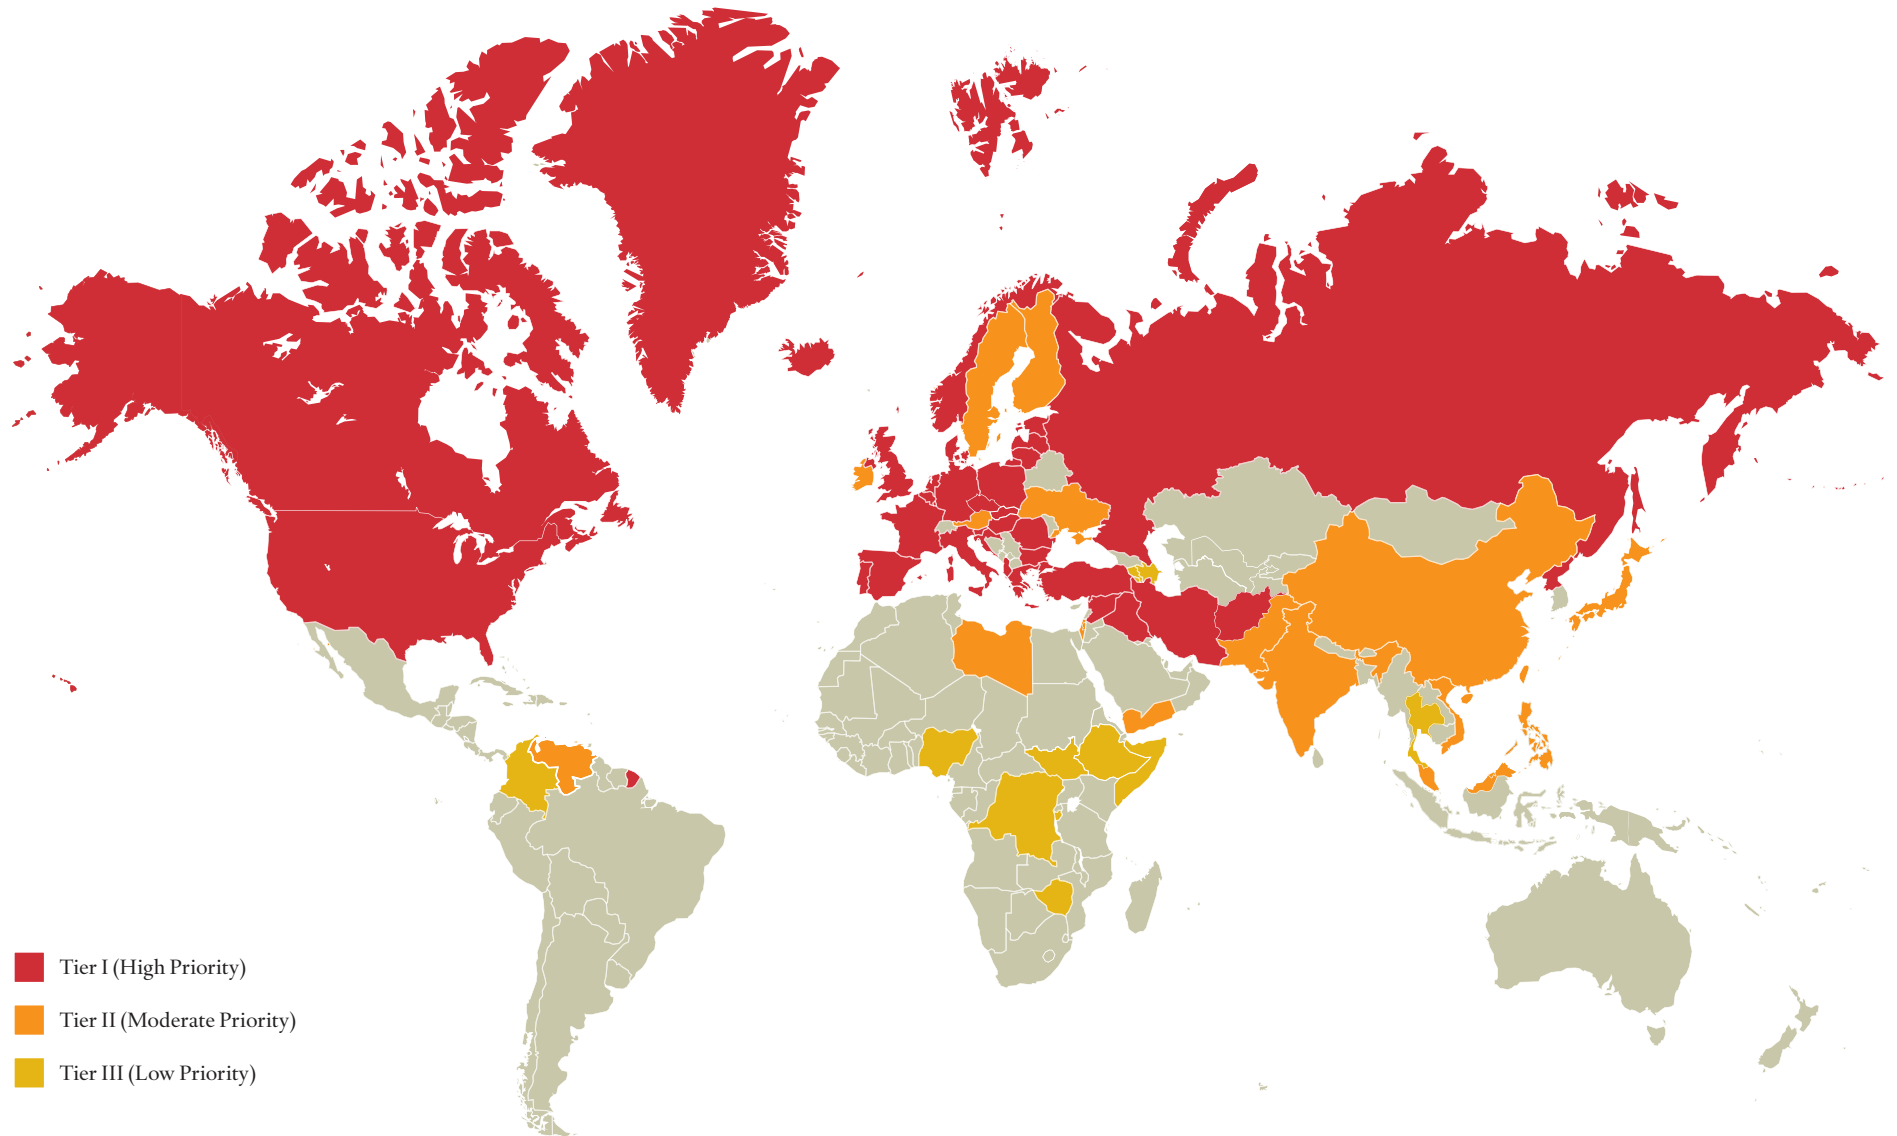 Tier I (High Priority)
Tier II (Moderate Priority)
Tier III (Low Priority)